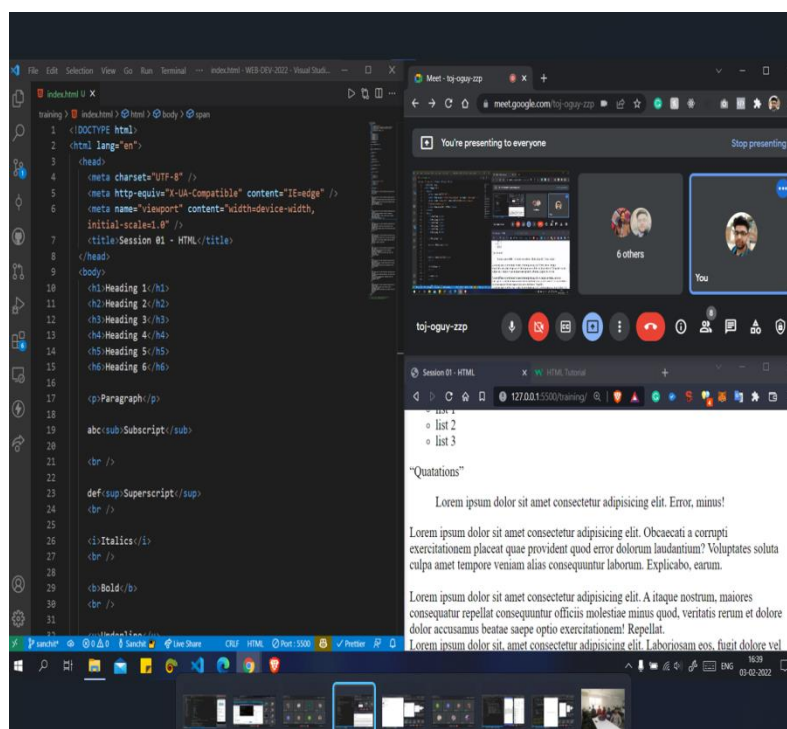 File Edit Selection View Go Run Terminal ··· index.html - WEB-DEV-2022 - Visual Studi...
index.html U X
training > index.html > html > body > span
1 <!DOCTYPE html>
2 <html lang="en">
3 <head>
4 <meta charset="UTF-8" />
5 <meta http-equiv="X-UA-Compatible" content="IE=edge" />
6 <meta name="viewport" content="width=device-width,
initial-scale=1.0" />
7 <title>Session 01 - HTML</title>
8 </head>
9 <body>
10 <h1>Heading 1</h1>
11 <h2>Heading 2</h2>
12 <h3>Heading 3</h3>
13 <h4>Heading 4</h4>
14 <h5>Heading 5</h5>
15 <h6>Heading 6</h6>
16
17 <p>Paragraph</p>
18
19 abc<sub>Subscript</sub>
20
21 <br />
22
23 def<sup>Superscript</sup>
24 <br />
25
26 <i>Italics</i>
27 <br />
28
29 <b>Bold</b>
30 <br />
31
32 <u>Underline</u>
sanchit* 0 0 Sanchit Live Share CRLF HTML Port : 5500 Prettier
Meet - toj-oguy-zzp
meet.google.com/toj-oguy-zzp
You're presenting to everyone
Stop presenting
6 others
You
toj-oguy-zzp
8
Session 01 - HTML
HTML Tutorial
127.0.0.1:5500/training/
list 1
list 2
list 3
“Quatations”
Lorem ipsum dolor sit amet consectetur adipisicing elit. Error, minus!
Lorem ipsum dolor sit amet consectetur adipisicing elit. Obcaecati a corrupti
exercitationem placeat quae provident quod error dolorum laudantium? Voluptates soluta
culpa amet tempore veniam alias consequuntur laborum. Explicabo, earum.
Lorem ipsum dolor sit amet consectetur adipisicing elit. A itaque nostrum, maiores
consequatur repellat consequuntur officiis molestiae minus quod, veritatis rerum et dolore
dolor accusamus beatae saepe optio exercitationem! Repellat.
Lorem ipsum dolor sit, amet consectetur adipisicing elit. Laboriosam eos, fugit dolore vel
ENG
16:39
03-02-2022